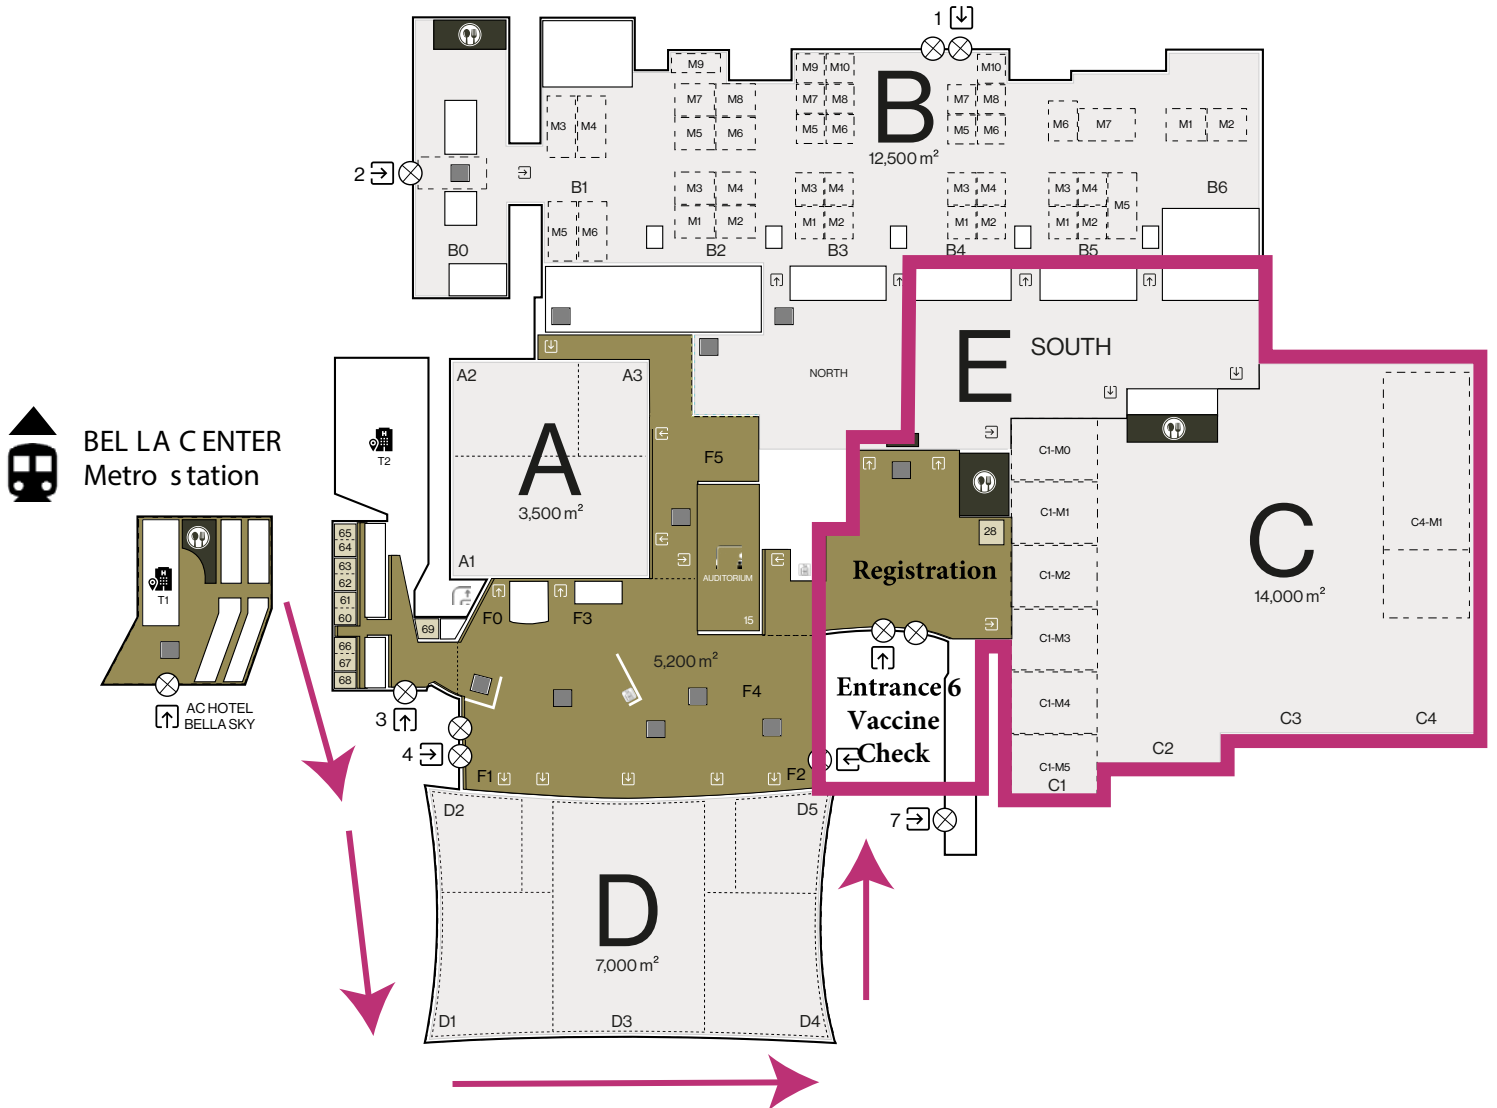 1
M9
M9 M10
M10
M7 M8
M7 M8
M7 M8
B
M3 M4
M5 M6
M5 M6
M5 M6
M6 M7
M1 M2
12,500 m²
2
B1
M3 M4
M3 M4
M3 M4
M3 M4
M5
B6
M5 M6
M1 M2
M1 M2
M1 M2
M1 M2
B0
B2
B3
B4
B5
E SOUTH
NORTH
A2
A3
BELLA CENTER
Metro station
T2
A
3,500 m²
A1
F5
C1-M0
C1-M1
C1-M2
C1-M3
C1-M4
C1-M5
C1
C
14,000 m²
C4-M1
C2
C3
C4
28
Registration
AUDITORIUM
15
T1
65
64
63
62
61
60
66
67
68
69
F0
F3
5,200 m²
F4
AC HOTEL
BELLA SKY
3
4
F1
F2
Entrance 6
Vaccine
Check
7
D2
D5
D
7,000 m²
D1
D3
D4